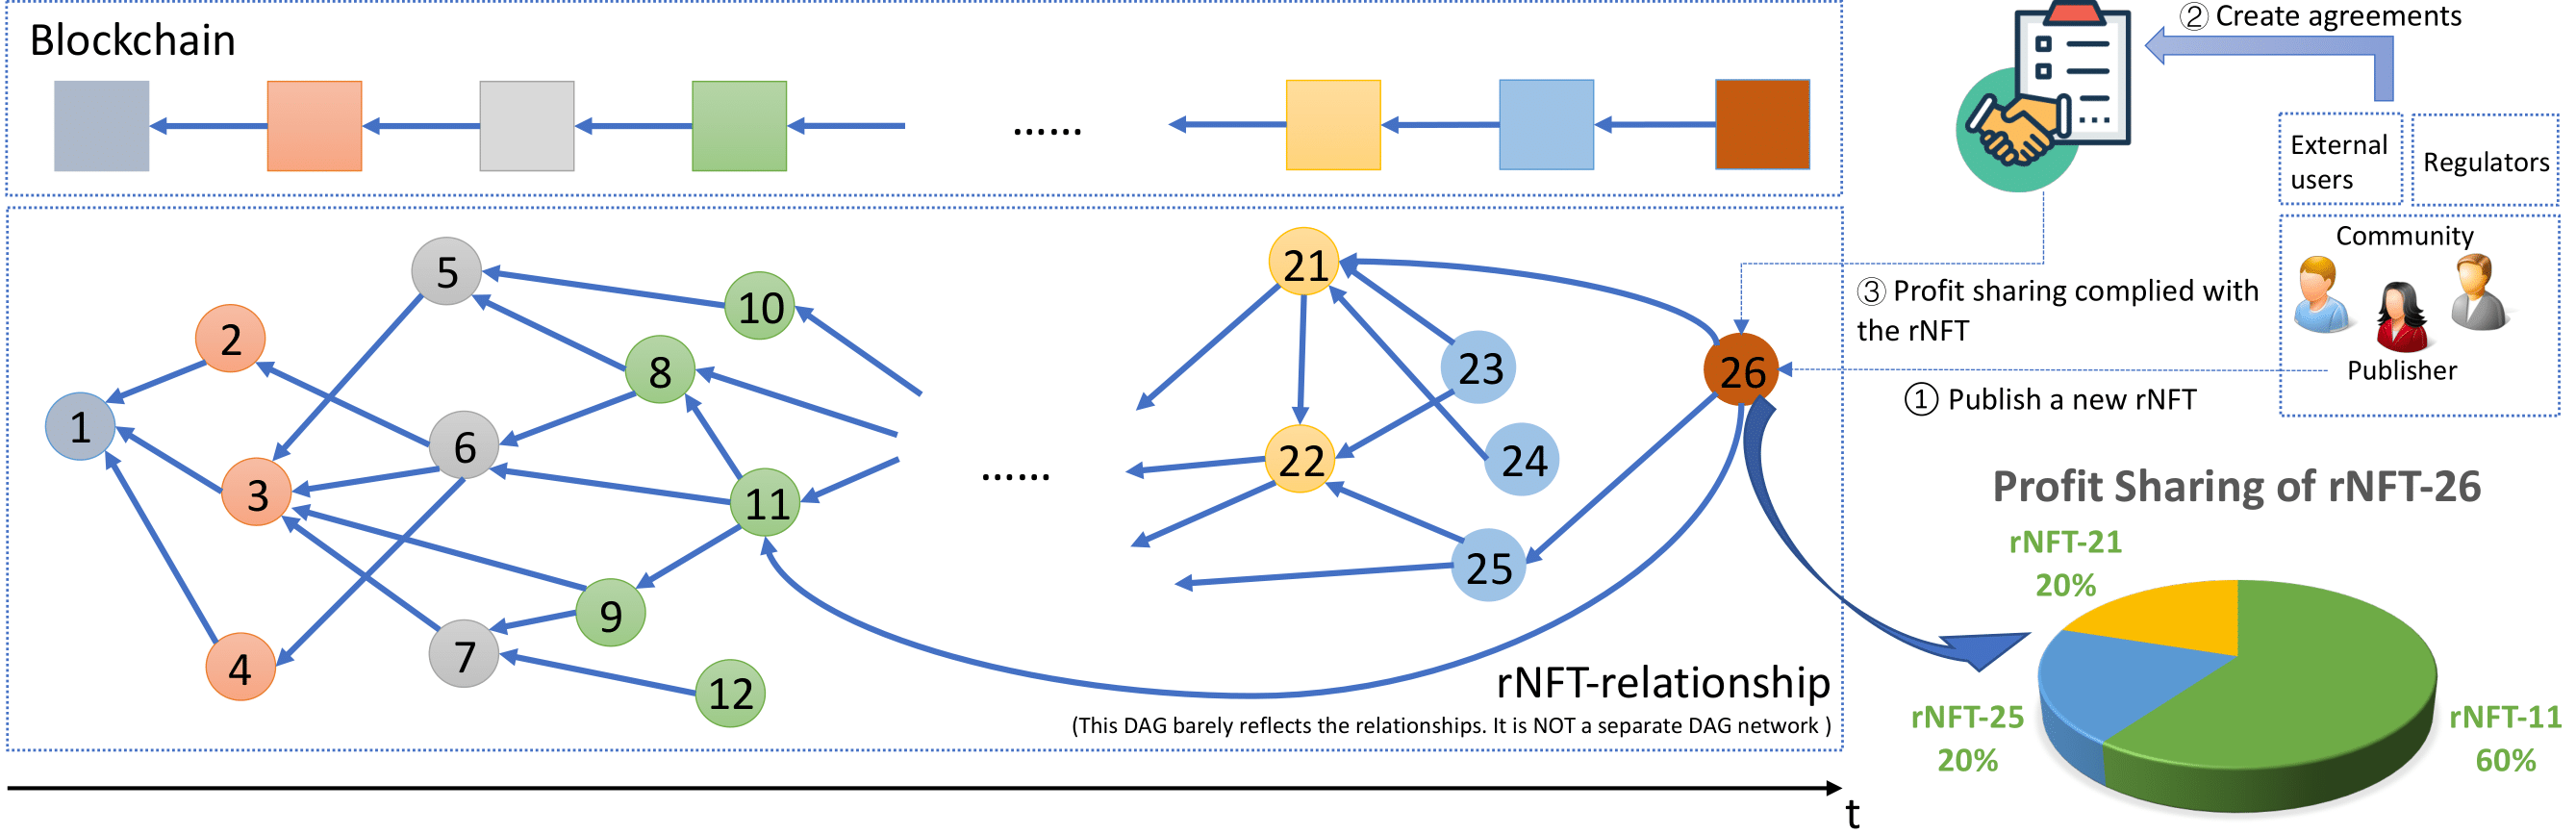 Blockchain
......
② Create agreements
External
users
Regulators
Community
Publisher
③ Profit sharing complied with
the rNFT
① Publish a new rNFT
1
2
3
4
5
6
7
8
9
10
11
12
......
21
22
23
24
25
26
rNFT-relationship
(This DAG barely reflects the relationships. It is NOT a separate DAG network )
t
Profit Sharing of rNFT-26
rNFT-21
20%
rNFT-25
20%
rNFT-11
60%